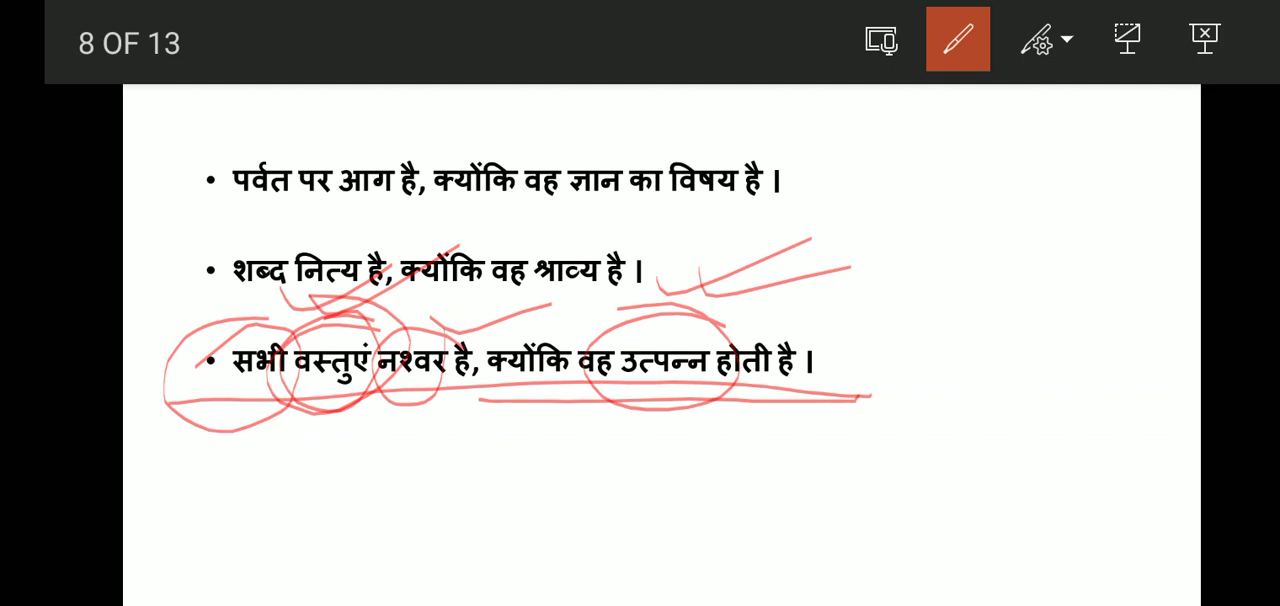 8 OF 13
• पर्वत पर आग है, क्योंकि वह ज्ञान का विषय है ।
• शब्द नित्य है, क्योंकि वह श्राव्य है ।
• सभी वस्तुएं नश्वर है, क्योंकि वह उत्पन्न होती है ।